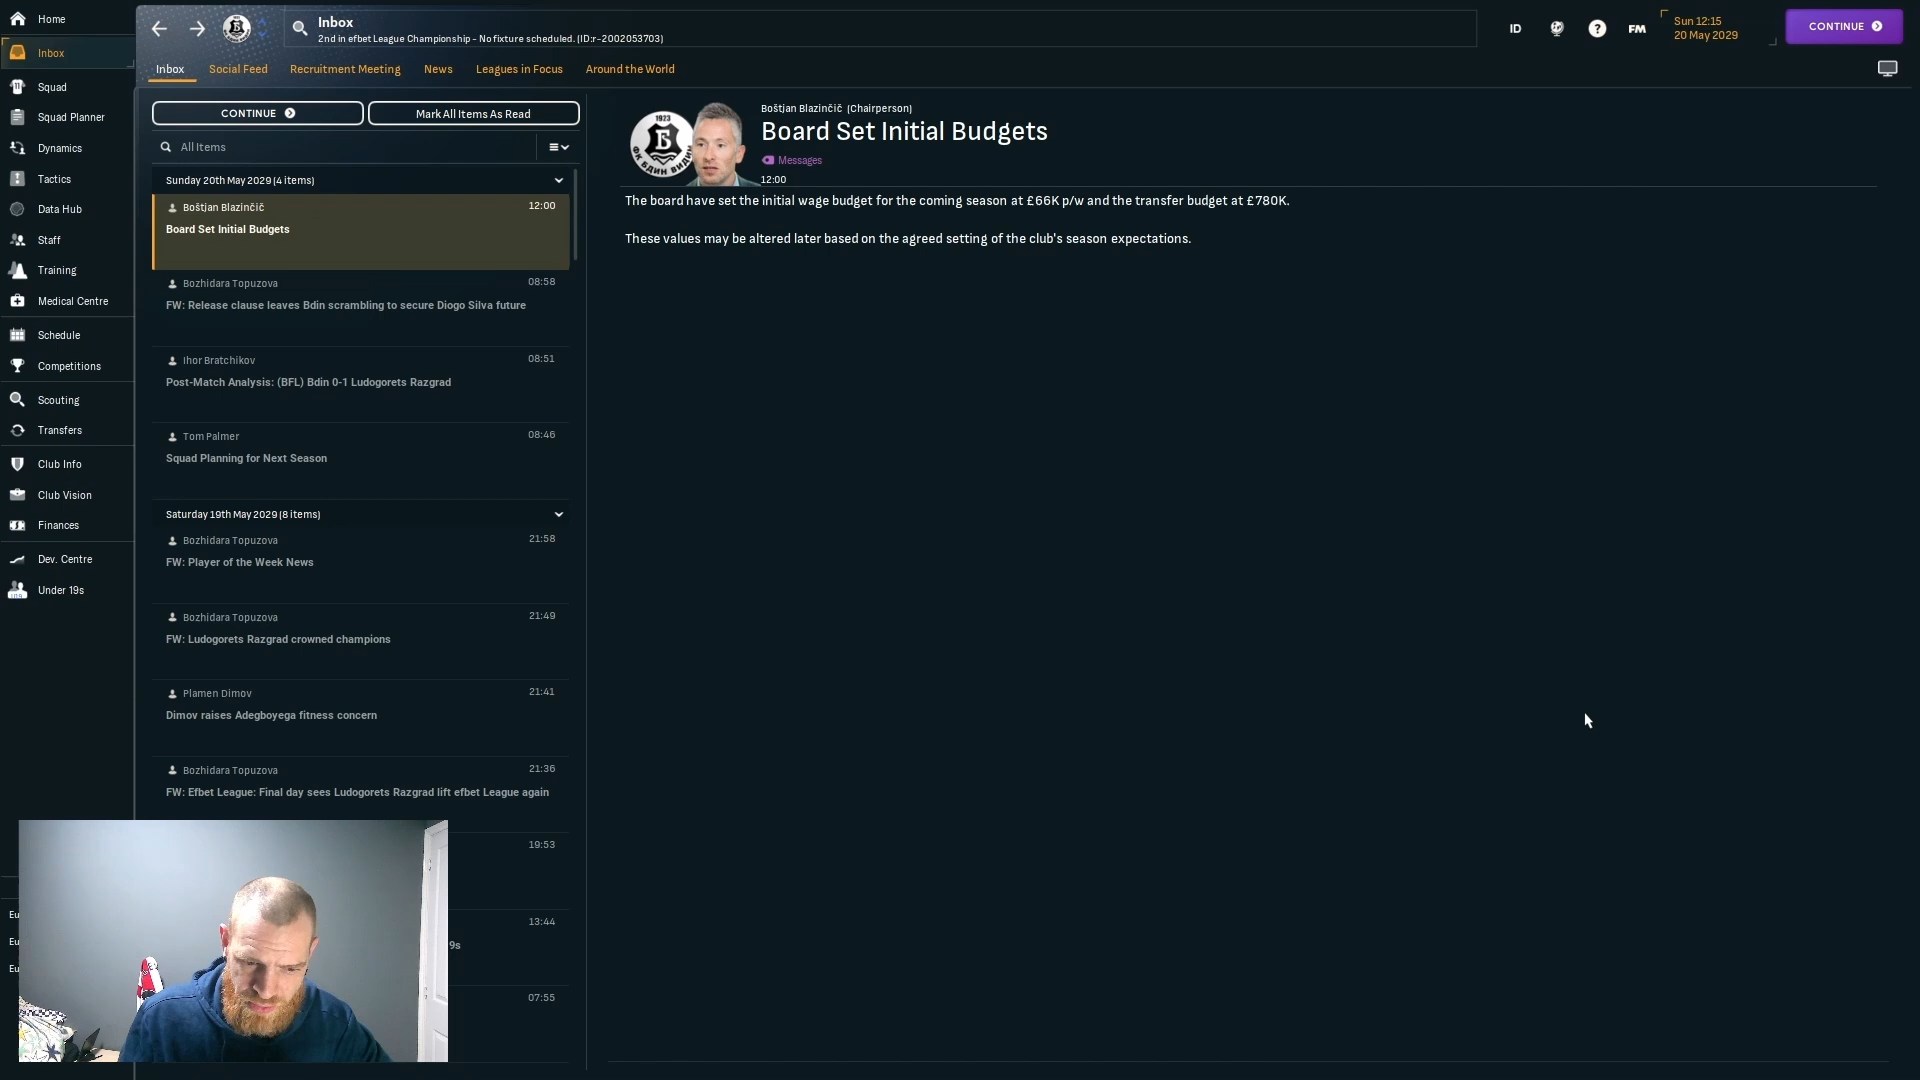 Home
Inbox
Squad
Squad Planner
Dynamics
Tactics
Data Hub
Staff
Training
Medical Centre
Schedule
Competitions
Scouting
Transfers
Club Info
Club Vision
Finances
Dev. Centre
Under 19s
Eu
Eu
Eu
Inbox
2nd in efbet League Championship - No fixture scheduled. (ID:r-2002053703)
ID
?
FM
Sun 12:15
20 May 2029
CONTINUE
Inbox
Social Feed
Recruitment Meeting
News
Leagues in Focus
Around the World
CONTINUE
Mark All Items As Read
All Items
Sunday 20th May 2029 (4 items)
Boštjan Blazinčič
12:00
Board Set Initial Budgets
Bozhidara Topuzova
08:58
FW: Release clause leaves Bdin scrambling to secure Diogo Silva future
Ihor Bratchikov
08:51
Post-Match Analysis: (BFL) Bdin 0-1 Ludogorets Razgrad
Tom Palmer
08:46
Squad Planning for Next Season
Saturday 19th May 2029 (8 items)
Bozhidara Topuzova
21:58
FW: Player of the Week News
Bozhidara Topuzova
21:49
FW: Ludogorets Razgrad crowned champions
Plamen Dimov
21:41
Dimov raises Adegboyega fitness concern
Bozhidara Topuzova
21:36
FW: Efbet League: Final day sees Ludogorets Razgrad lift efbet League again
19:53
13:44
9s
07:55
1923
Б
ФК БДИН ВИДИН
Boštjan Blazinčič (Chairperson)
Board Set Initial Budgets
Messages
12:00
The board have set the initial wage budget for the coming season at £66K p/w and the transfer budget at £780K.
These values may be altered later based on the agreed setting of the club's season expectations.